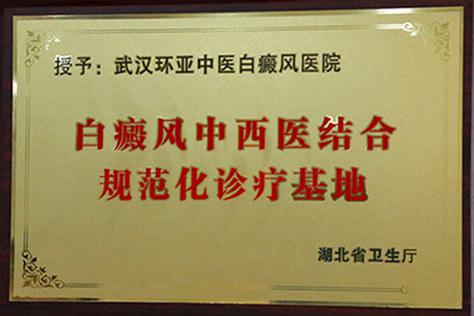 授予：武汉环亚中医白癜风医院
白癜风中西医结合
规范化诊疗基地
湖北省卫生厅